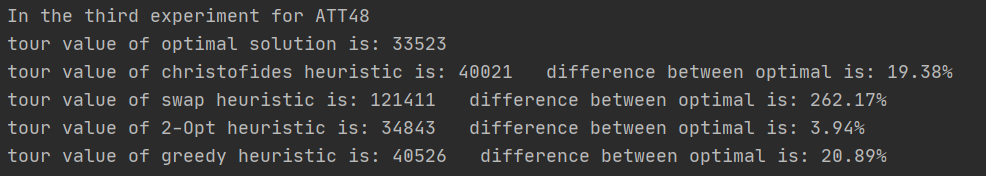 In the third experiment for ATT48
tour value of optimal solution is: 33523
tour value of christofides heuristic is: 40021   difference between optimal is: 19.38%
tour value of swap heuristic is: 121411   difference between optimal is: 262.17%
tour value of 2-Opt heuristic is: 34843   difference between optimal is: 3.94%
tour value of greedy heuristic is: 40526   difference between optimal is: 20.89%